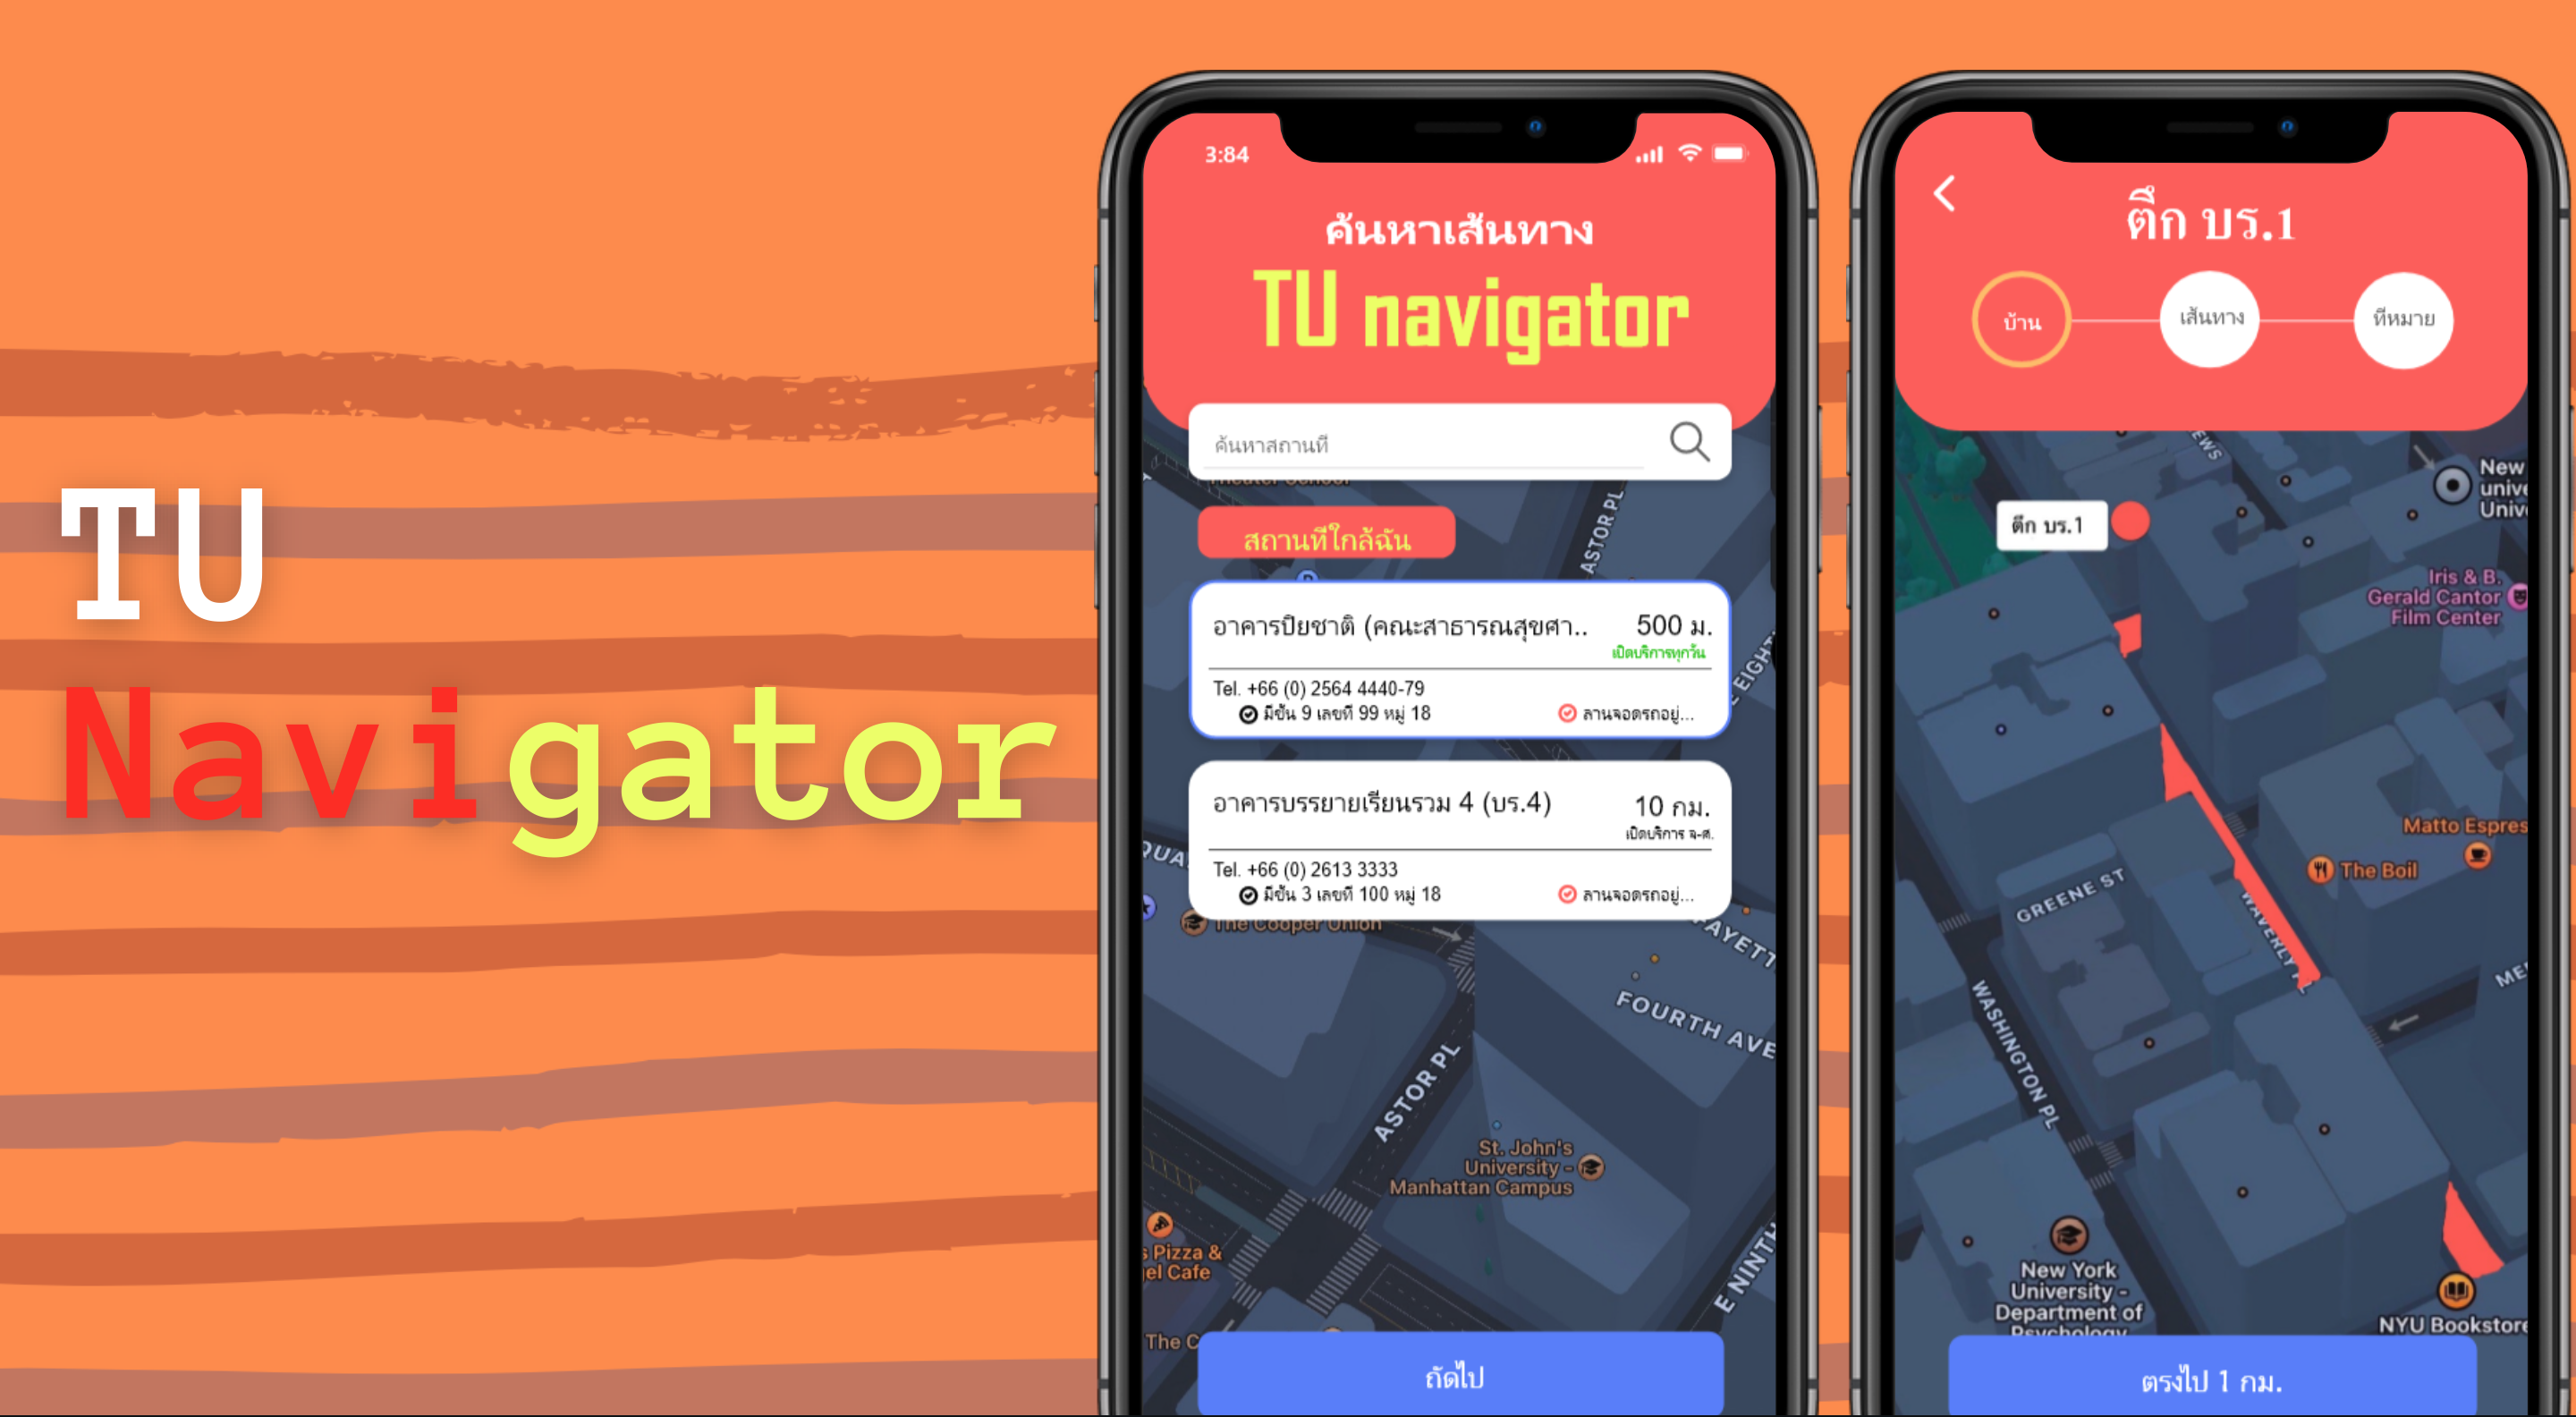 TU
Navigator
3:84
ค้นหาเส้นทาง
TU navigator
ค้นหาสถานที่
สถานที่ใกล้ฉัน
ASTOR PL
อาคารปิยชาติ (คณะสาธารณสุขศา..
500 ม.
เปิดบริการทุกวัน
Tel. +66 (0) 2564 4440-79
มีชั้น 9 เลขที่ 99 หมู่ 18
ลานจอดรถอยู่...
อาคารบรรยายเรียนรวม 4 (บร.4)
10 กม.
เปิดบริการ จ-ศ.
Tel. +66 (0) 2613 3333
มีชั้น 3 เลขที่ 100 หมู่ 18
ลานจอดรถอยู่...
The Cooper Union
FOURTH AVE
ASTOR PL
St. John's
University -
Manhattan Campus
Pizza &
Cafe
E NINTH
The
ถัดไป
ตึก บร.1
บ้าน
เส้นทาง
ที่หมาย
New
ตึก บร.1
Iris & B.
Gerald Cantor
Film Center
Matto Espres
The Boil
GREENE ST
WAVERLY
WASHINGTON PL
New York
University -
Department of
Psychology
NYU Bookstore
ตรงไป 1 กม.